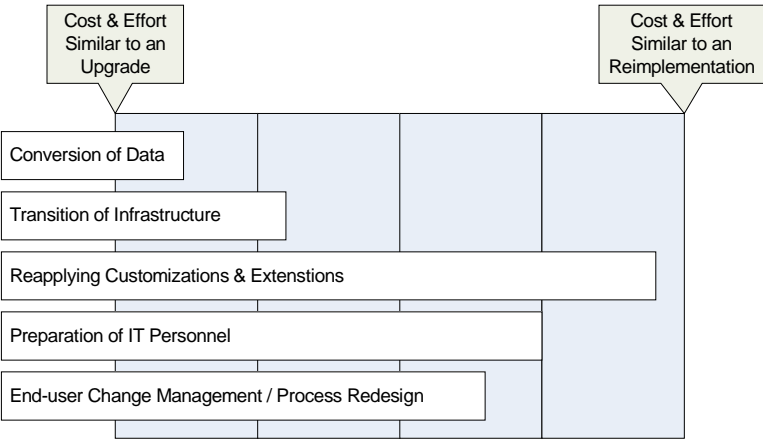 Cost & Effort
Similar to an
Upgrade
Cost & Effort
Similar to an
Reimplementation
Conversion of Data
Transition of Infrastructure
Reapplying Customizations & Extenstions
Preparation of IT Personnel
End-user Change Management / Process Redesign